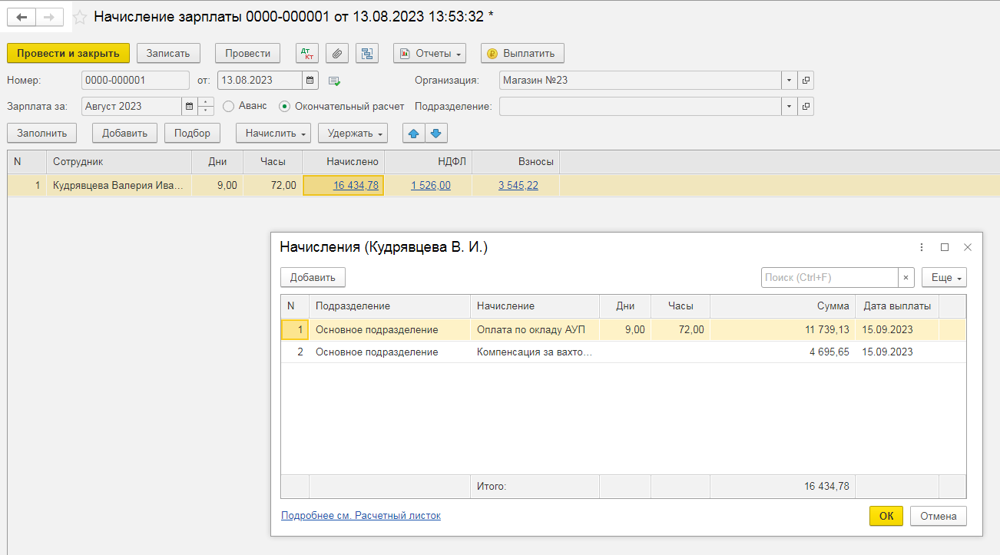 Начисление зарплаты 0000-000001 от 13.08.2023 13:53:32 *
Провести и закрыть Записать Провести Дт Кт Отчеты Выплатить
Номер: 0000-000001 от: 13.08.2023 Организация: Магазин №23
Зарплата за: Август 2023 Аванс Окончательный расчет Подразделение:
Заполнить Добавить Подбор Начислить Удержать
N Сотрудник Дни Часы Начислено НДФЛ Взносы
1 Кудрявцева Валерия Ива... 9,00 72,00 16 434,78 1 526,00 3 545,22
Начисления (Кудрявцева В. И.)
Добавить Поиск (Ctrl+F) × Еще
N Подразделение Начисление Дни Часы Сумма Дата выплаты
1 Основное подразделение Оплата по окладу АУП 9,00 72,00 11 739,13 15.09.2023
2 Основное подразделение Компенсация за вахто... 4 695,65 15.09.2023
Итого: 16 434,78
Подробнее см. Расчетный листок ОК Отмена